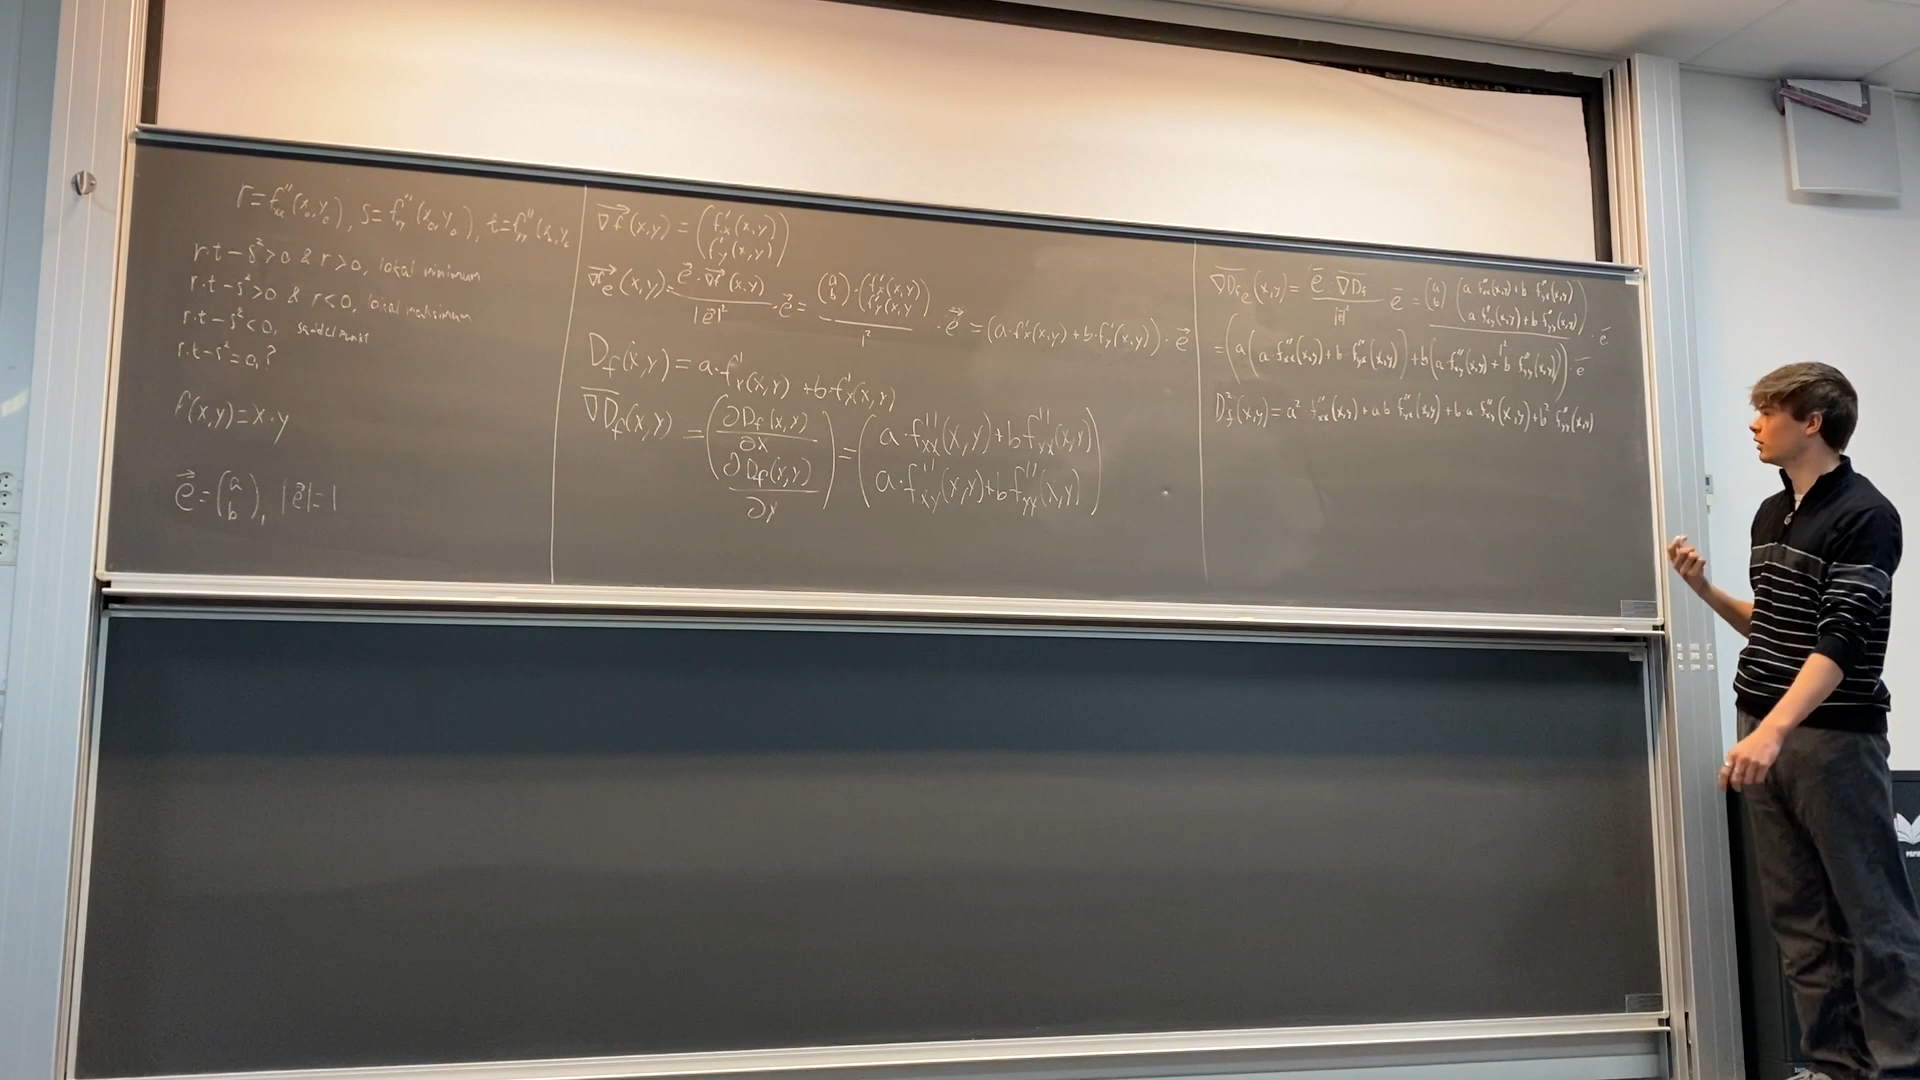 r=f''xx(x₀,y₀), s=f''xy(x₀,y₀), t=f''yy(x₀,y₀
r·t-s²>0 & r>0, lokal minimum
r·t-s²>0 & r<0, lokal maksimum
r·t-s²<0, saddelpunkt
r·t-s²=0, ?
f(x,y)=x·y
e⃗=(a b), |e⃗|=1
∇f(x,y) = (f'x(x,y) f'y(x,y))
∇fₑ(x,y) = (e⃗·∇f(x,y))/|e⃗|²·e⃗ = ((a b)·(f'x(x,y) f'y(x,y)))/1²·e⃗ = (a·f'x(x,y)+b·f'y(x,y))·e⃗
Df(x,y)=a·f'x(x,y)+b·f'y(x,y)
∇Df(x,y) = (∂Df(x,y)/∂x ∂Df(x,y)/∂y) = (a·f''xx(x,y)+b f''yx(x,y) a·f''xy(x,y)+b f''yy(x,y))
∇Dfₑ(x,y) = (e·∇Df)/|e|² e = ((a b)·(a f''xx(x,y)+b f''yx(x,y) a f''xy(x,y)+b f''yy(x,y)))/1²·e
=(a(a·f''xx(x,y)+b·f''yx(x,y))+b(a·f''xy(x,y)+b·f''yy(x,y)))·e
D²f(x,y)=a²·f''xx(x,y)+ab f''yx(x,y)+b a·f''xy(x,y)+b² f''yy(x,y)